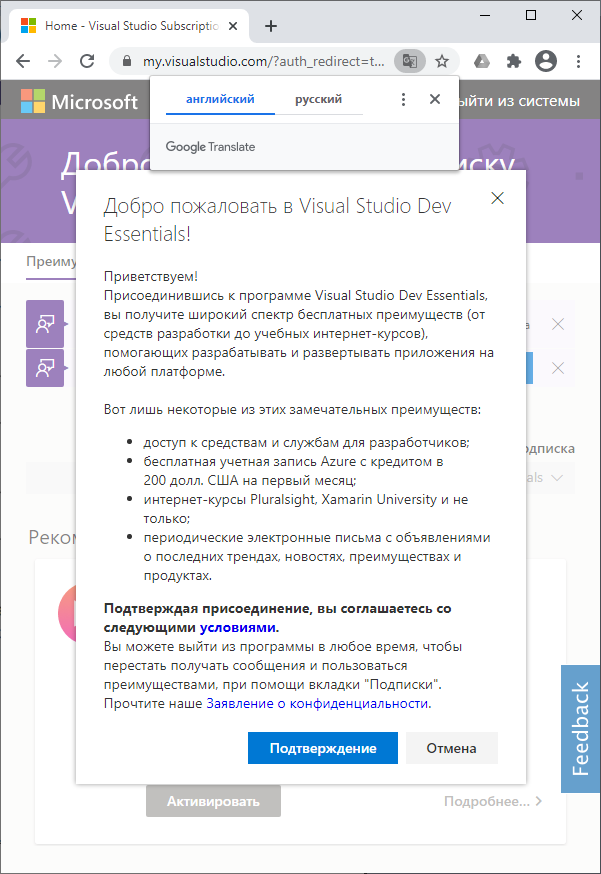 Home - Visual Studio Subscriptio
my.visualstudio.com/?auth_redirect=t...
Microsoft
ыйти из системы
английский
русский
Google Translate
Добро
иску
V
Добро пожаловать в Visual Studio Dev
Essentials!
Преиму
Приветствуем!
Присоединившись к программе Visual Studio Dev Essentials,
вы получите широкий спектр бесплатных преимуществ (от
средств разработки до учебных интернет-курсов),
помогающих разрабатывать и развертывать приложения на
любой платформе.
а
Вот лишь некоторые из этих замечательных преимуществ:
• доступ к средствам и службам для разработчиков;
• бесплатная учетная запись Azure с кредитом в
200 долл. США на первый месяц;
• интернет-курсы Pluralsight, Xamarin University и не
только;
• периодические электронные письма с объявлениями
о последних трендах, новостях, преимуществах и
продуктах.
одписка
als
Реком
Подтверждая присоединение, вы соглашаетесь со
следующими условиями.
Вы можете выйти из программы в любое время, чтобы
перестать получать сообщения и пользоваться
преимуществами, при помощи вкладки "Подписки".
Прочтите наше Заявление о конфиденциальности.
Подтверждение
Отмена
Feedback
Активировать
Подробнее...